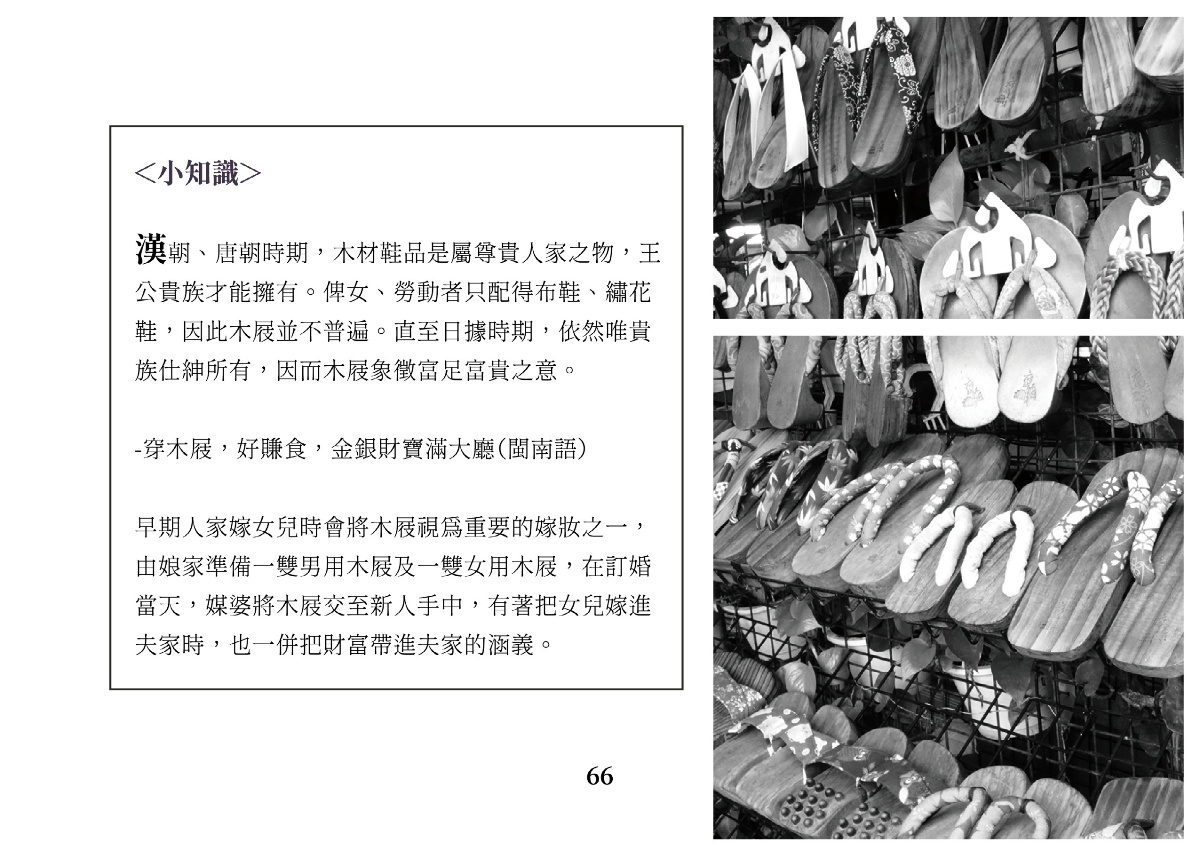 ＜小知識＞
漢朝、唐朝時期，木材鞋品是屬尊貴人家之物，王
公貴族才能擁有。俾女、勞動者只配得布鞋、繡花
鞋，因此木屐並不普遍。直至日據時期，依然唯貴
族仕紳所有，因而木屐象徵富足富貴之意。
-穿木屐，好賺食，金銀財寶滿大廳(閩南語)
早期人家嫁女兒時會將木屐視爲重要的嫁妝之一，
由娘家準備一雙男用木屐及一雙女用木屐，在訂婚
當天，媒婆將木屐交至新人手中，有著把女兒嫁進
夫家時，也一併把財富帶進夫家的涵義。
66